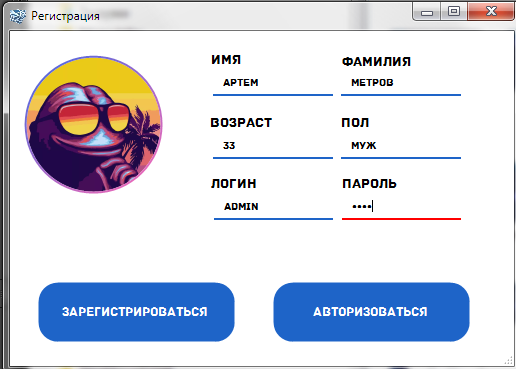 Регистрация
ИМЯ ФАМИЛИЯ
АРТЕМ МЕТРОВ
ВОЗРАСТ ПОЛ
33 МУЖ
ЛОГИН ПАРОЛЬ
ADMIN ••••
ЗАРЕГИСТРИРОВАТЬСЯ АВТОРИЗОВАТЬСЯ